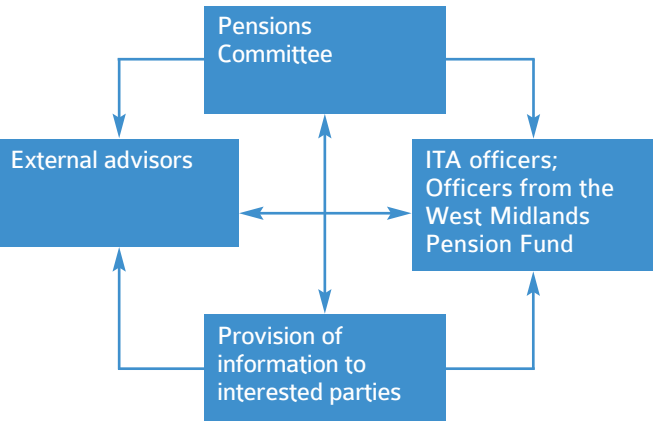 Pensions
Committee
External advisors
ITA officers;
Officers from the
West Midlands
Pension Fund
Provision of
information to
interested parties